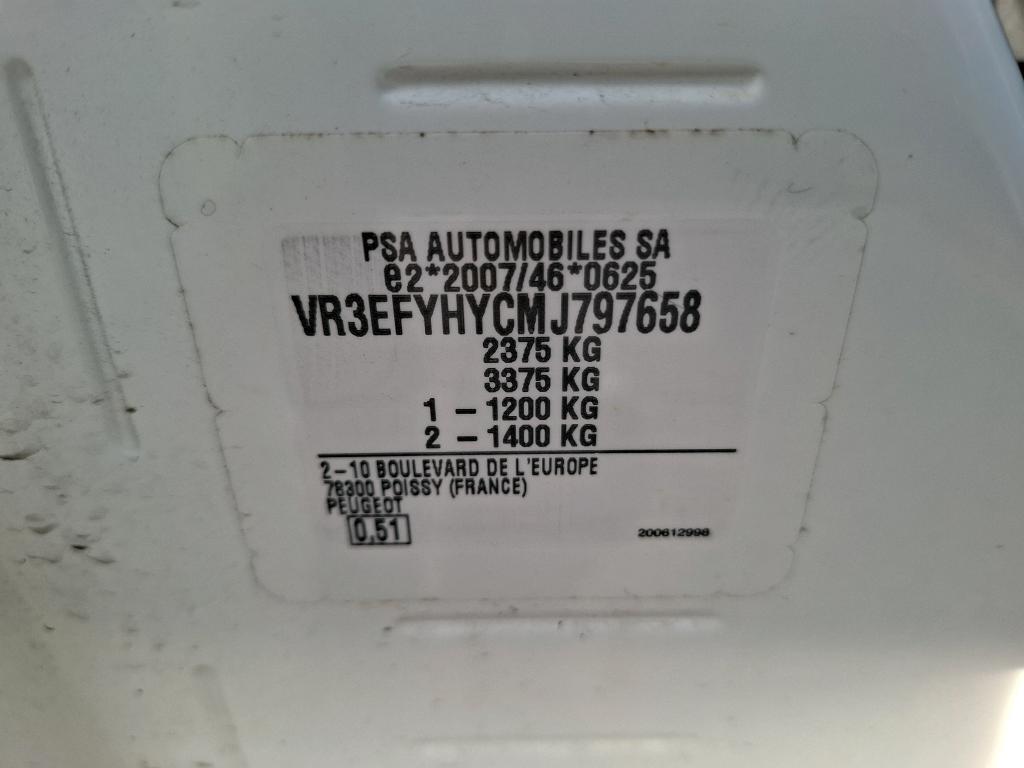 PSA AUTOMOBILES SA
e2*2007/46*0625
VR3EFYHYCMJ797658
2375 KG
3375 KG
1 – 1200 KG
2 – 1400 KG
2–10 BOULEVARD DE L'EUROPE
78300 POISSY (FRANCE)
PEUGEOT
0,51
200612998